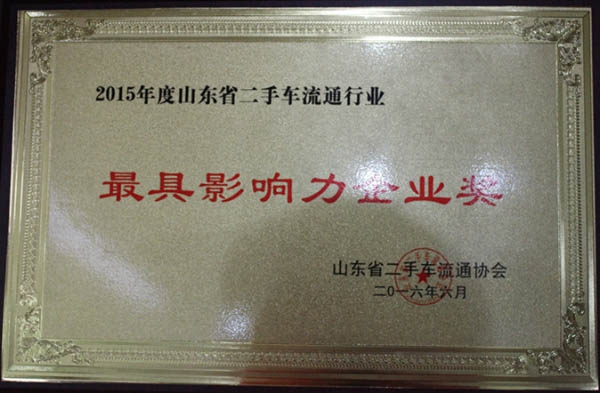 2015年度山东省二手车流通行业
最具影响力企业奖
山东省二手车流通协会
二0一六年六月